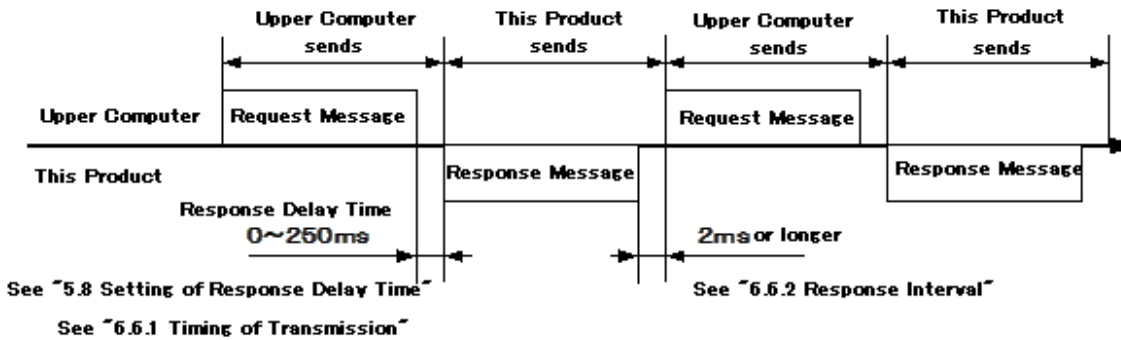 Upper Computer
sends
This Product
sends
Upper Computer
sends
This Product
sends
Upper Computer
Request Message
Request Message
This Product
Response Message
Response Message
Response Delay Time
0~250ms
2ms or longer
See "5.8 Setting of Response Delay Time"
See "6.6.2 Response Interval"
See "6.6.1 Timing of Transmission"